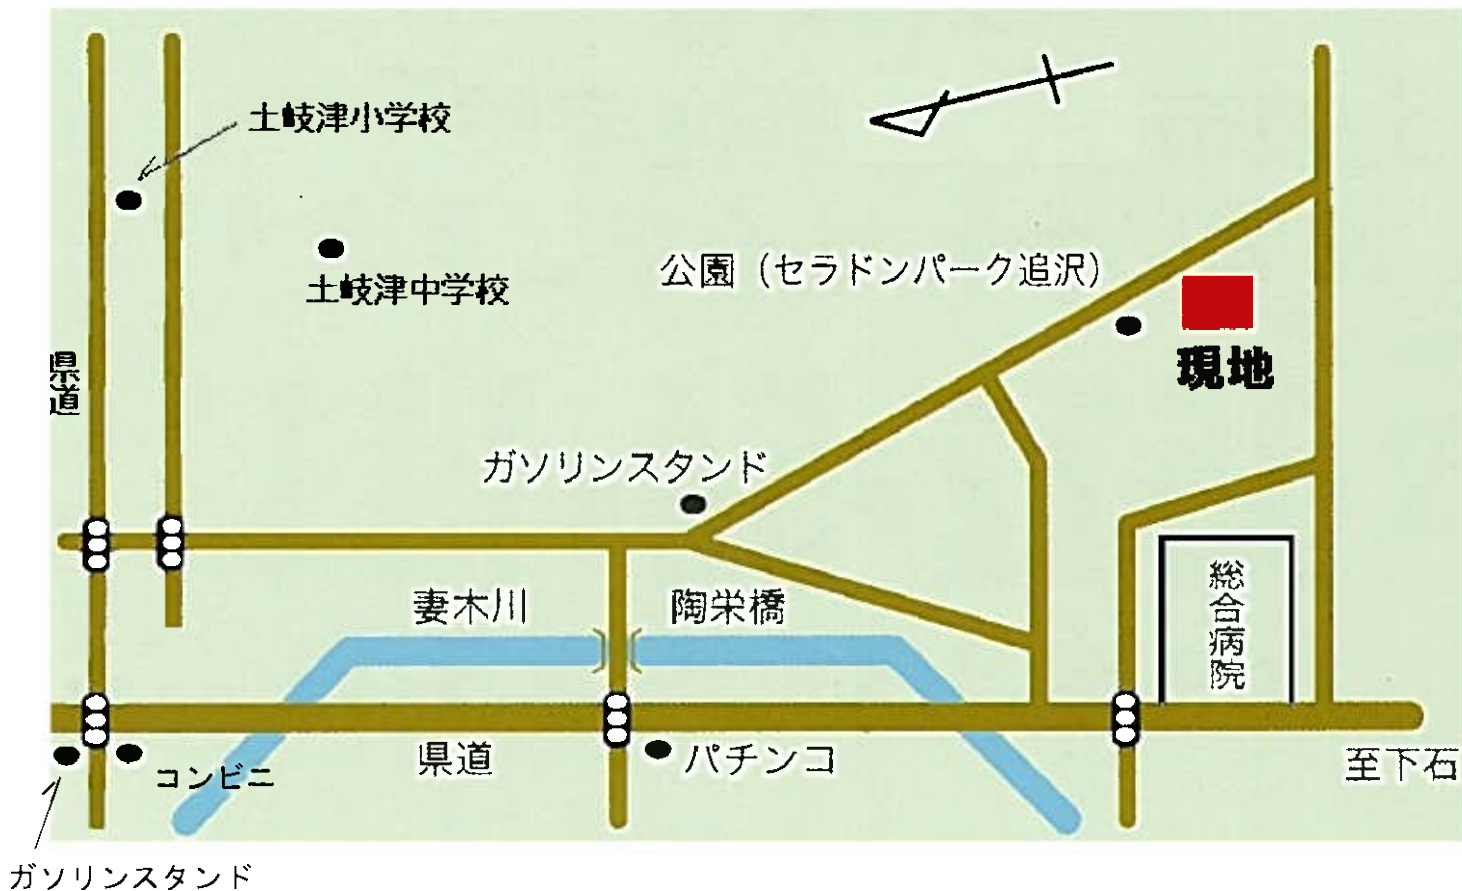 土岐津小学校
土岐津中学校
公園（セラドンパーク追沢）
現地
県道
ガソリンスタンド
妻木川
陶栄橋
総合病院
県道
パチンコ
コンビニ
至下石
ガソリンスタンド